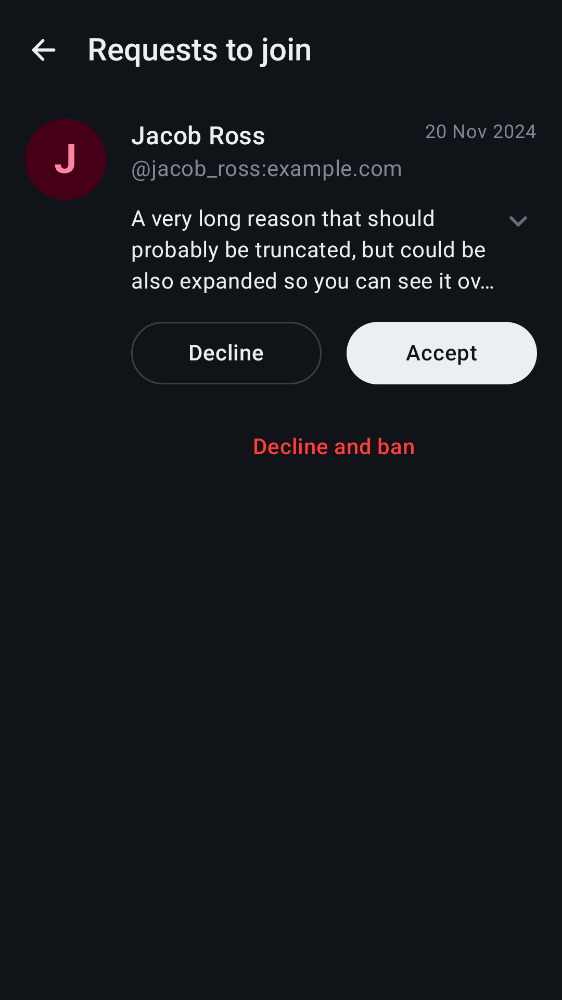 Requests to join
J
Jacob Ross
20 Nov 2024
@jacob_ross:example.com
A very long reason that should
probably be truncated, but could be
also expanded so you can see it ov…
Decline
Accept
Decline and ban